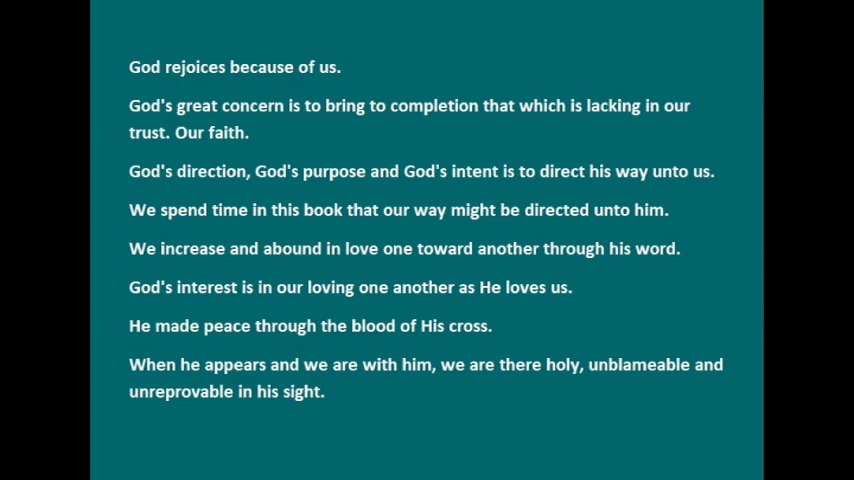 God rejoices because of us.
God's great concern is to bring to completion that which is lacking in our
trust. Our faith.
God's direction, God's purpose and God's intent is to direct his way unto us.
We spend time in this book that our way might be directed unto him.
We increase and abound in love one toward another through his word.
God's interest is in our loving one another as He loves us.
He made peace through the blood of His cross.
When he appears and we are with him, we are there holy, unblameable and
unreprovable in his sight.